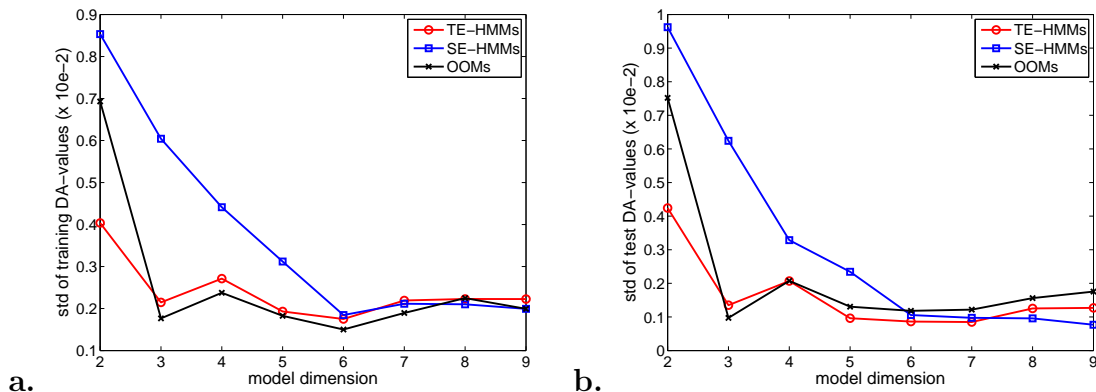 0.9
0.8
0.7
0.6
0.5
0.4
0.3
0.2
0.1
std of training DA−values (x 10e−2)
TE−HMMs
SE−HMMs
OOMs
2 3 4 5 6 7 8 9
model dimension
a.
1
0.9
0.8
0.7
0.6
0.5
0.4
0.3
0.2
0.1
0
std of test DA−values (x 10e−2)
TE−HMMs
SE−HMMs
OOMs
2 3 4 5 6 7 8 9
model dimension
b.